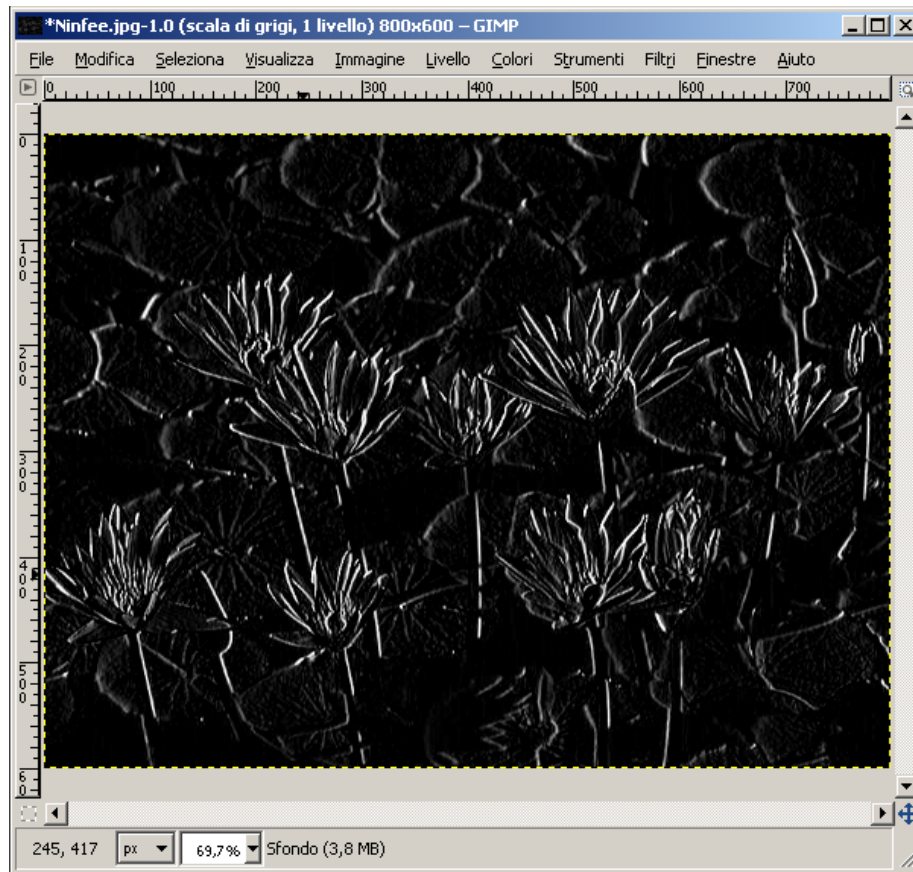 *Ninfee.jpg-1.0 (scala di grigi, 1 livello) 800x600 – GIMP
File Modifica Seleziona Visualizza Immagine Livello Colori Strumenti Filtri Finestre Aiuto
0 100 200 300 400 500 600 700
0
100
200
300
400
500
60
245, 417 px 69,7% Sfondo (3,8 MB)